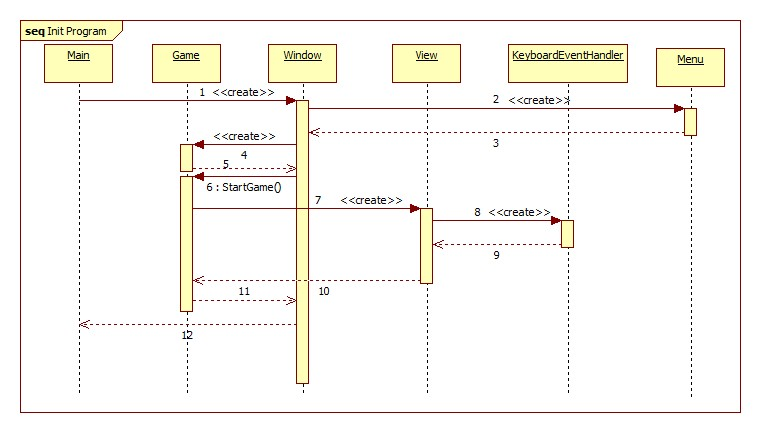 seq Init Program
Main
Game
Window
View
KeyboardEventHandler
Menu
1 <<create>>
2 <<create>>
3
<<create>>
4
5
6 : StartGame()
7 <<create>>
8 <<create>>
9
10
11
12